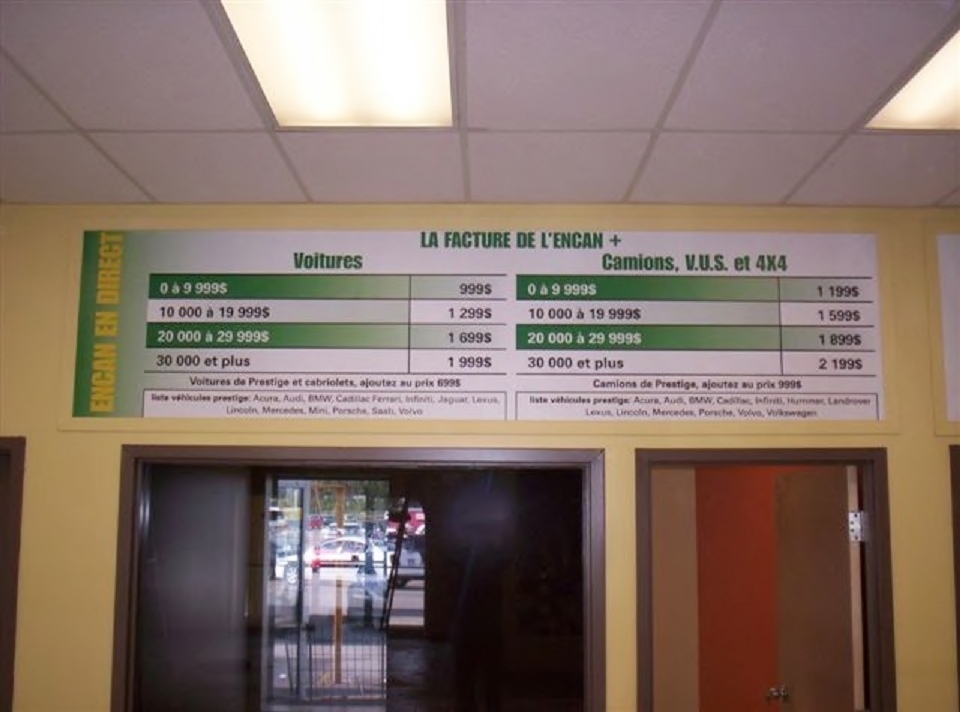 ENCAN EN DIRECT
LA FACTURE DE L'ENCAN +
Voitures
0 à 9 999$ 999$
10 000 à 19 999$ 1 299$
20 000 à 29 999$ 1 699$
30 000 et plus 1 999$
Voitures de Prestige et cabriolets, ajoutez au prix 699$
liste véhicules prestige: Acura, Audi, BMW, Cadillac Ferrari, Infiniti, Jaguar, Lexus,
Lincoln, Mercedes, Mini, Porsche, Saab, Volvo
Camions, V.U.S. et 4X4
0 à 9 999$ 1 199$
10 000 à 19 999$ 1 599$
20 000 à 29 999$ 1 899$
30 000 et plus 2 199$
Camions de Prestige, ajoutez au prix 999$
liste véhicules prestige: Acura, Audi, BMW, Cadillac, Infiniti, Hummer, Landrover
Lexus, Lincoln, Mercedes, Porsche, Volvo, Volkswagen